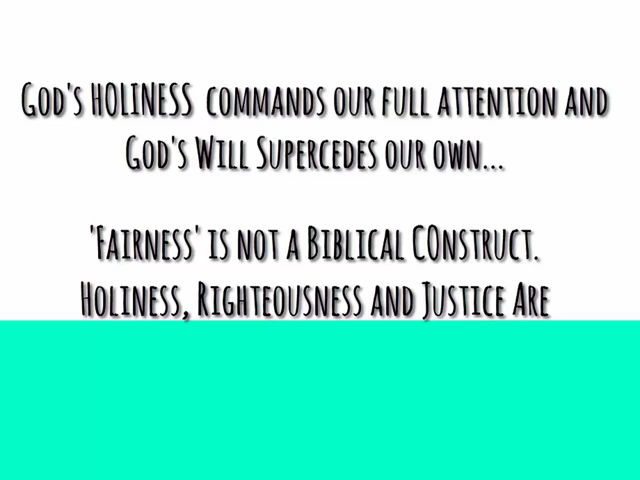 God's HOLINESS commands our full attention and
God's Will Supercedes our own...
'Fairness' is not a Biblical COnstruct.
Holiness, Righteousness and Justice Are